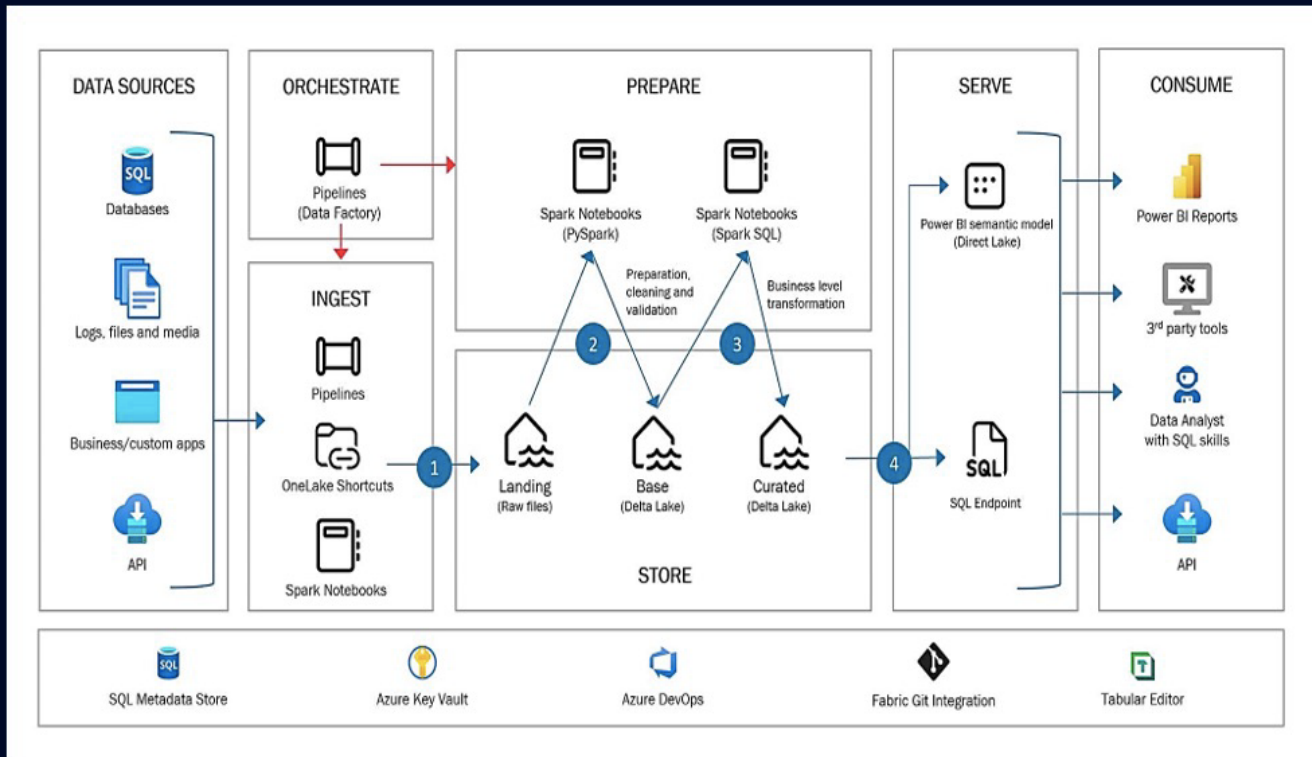 DATA SOURCES
SQL
Databases
Logs, files and media
Business/custom apps
API
ORCHESTRATE
Pipelines
(Data Factory)
INGEST
Pipelines
OneLake Shortcuts
Spark Notebooks
PREPARE
Spark Notebooks
(PySpark)
Spark Notebooks
(Spark SQL)
Preparation,
cleaning and
validation
Business level
transformation
1
2
3
4
Landing
(Raw files)
Base
(Delta Lake)
Curated
(Delta Lake)
STORE
SERVE
Power BI semantic model
(Direct Lake)
SQL
SQL Endpoint
CONSUME
Power BI Reports
3rd party tools
Data Analyst
with SQL skills
API
SQL
SQL Metadata Store
Azure Key Vault
Azure DevOps
Fabric Git Integration
T
Tabular Editor